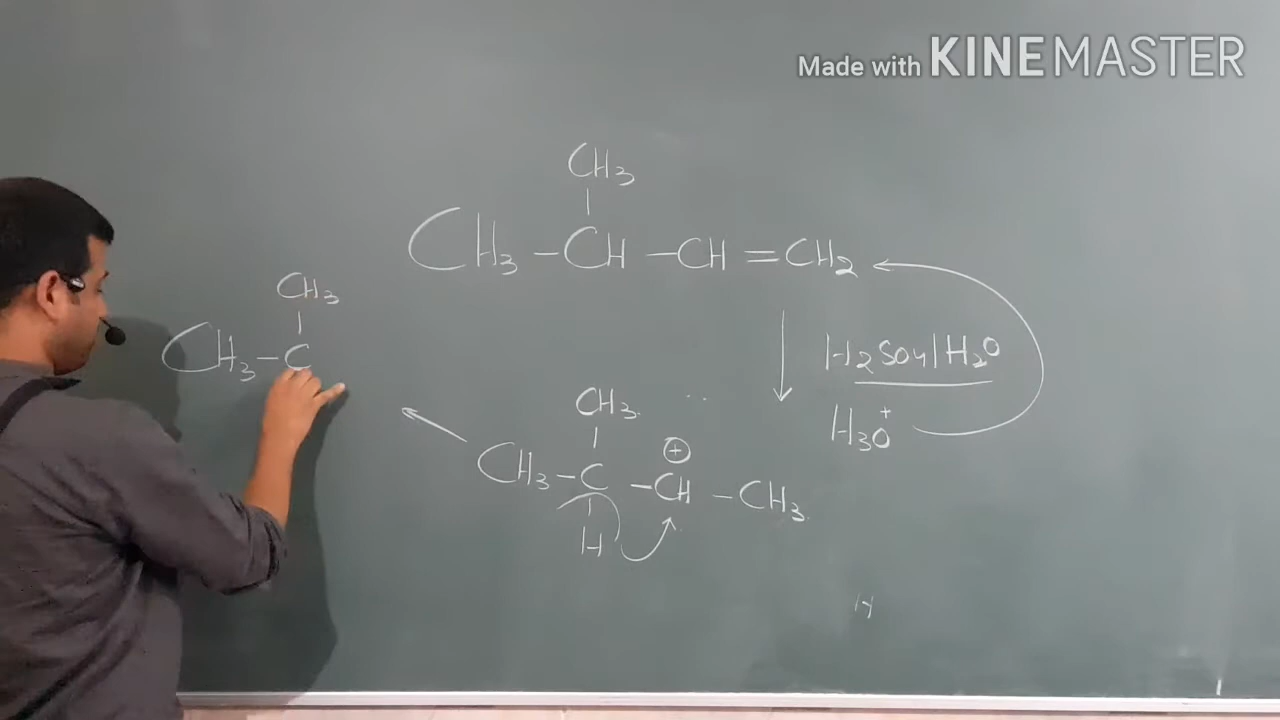 Made with KINEMASTER
CH3
|
CH3 – CH – CH = CH2
CH3
|
CH3 – C
H2SO4/H2O
H3O+
CH3
|
CH3 – C – CH – CH3
⊕
|
H
H